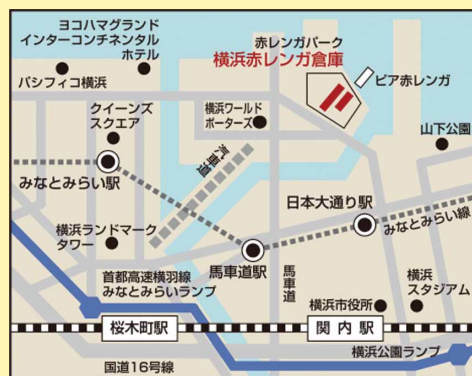 ヨコハマグランド
インターコンチネンタル
ホテル
パシフィコ横浜
赤レンガパーク
横浜赤レンガ倉庫
ピア赤レンガ
クイーンズ
スクエア
横浜ワールド
ポーターズ
山下公園
汽車道
みなとみらい駅
日本大通り駅
みなとみらい線
横浜ランドマーク
タワー
馬車道駅
馬車道
首都高速横羽線
みなとみらいランプ
横浜
スタジアム
横浜市役所
桜木町駅
関内駅
横浜公園ランプ
国道16号線